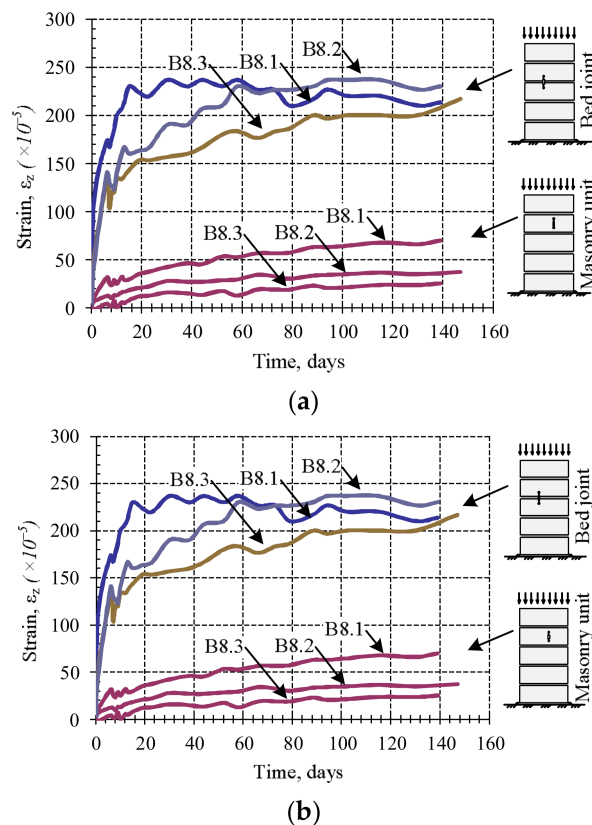 300
250
200
150
100
50
0
Strain, εz (×10⁻⁵)
B8.3
B8.1
B8.2
B8.3
B8.2
B8.1
0 20 40 60 80 100 120 140 160
Time, days
Bed joint
Masonry unit
(a)
300
250
200
150
100
50
0
Strain, εz (×10⁻⁵)
B8.3
B8.1
B8.2
B8.3
B8.2
B8.1
0 20 40 60 80 100 120 140 160
Time, days
Bed joint
Masonry unit
(b)